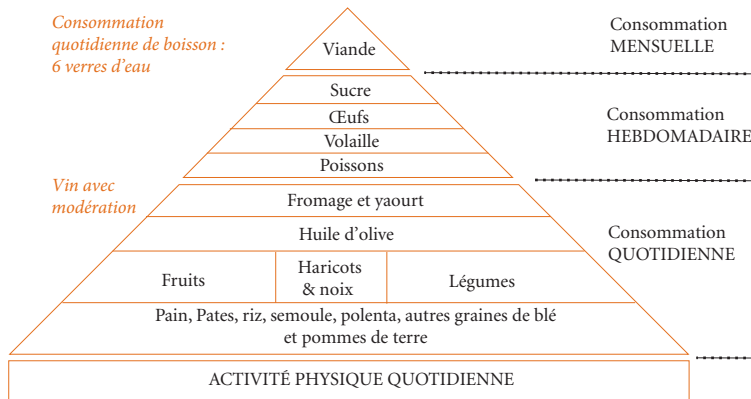 Consommation
quotidienne de boisson :
6 verres d'eau
Viande
Consommation
MENSUELLE
Sucre
Œufs
Volaille
Poissons
Consommation
HEBDOMADAIRE
Vin avec
modération
Fromage et yaourt
Huile d'olive
Fruits
Haricots
& noix
Légumes
Consommation
QUOTIDIENNE
Pain, Pates, riz, semoule, polenta, autres graines de blé
et pommes de terre
ACTIVITÉ PHYSIQUE QUOTIDIENNE